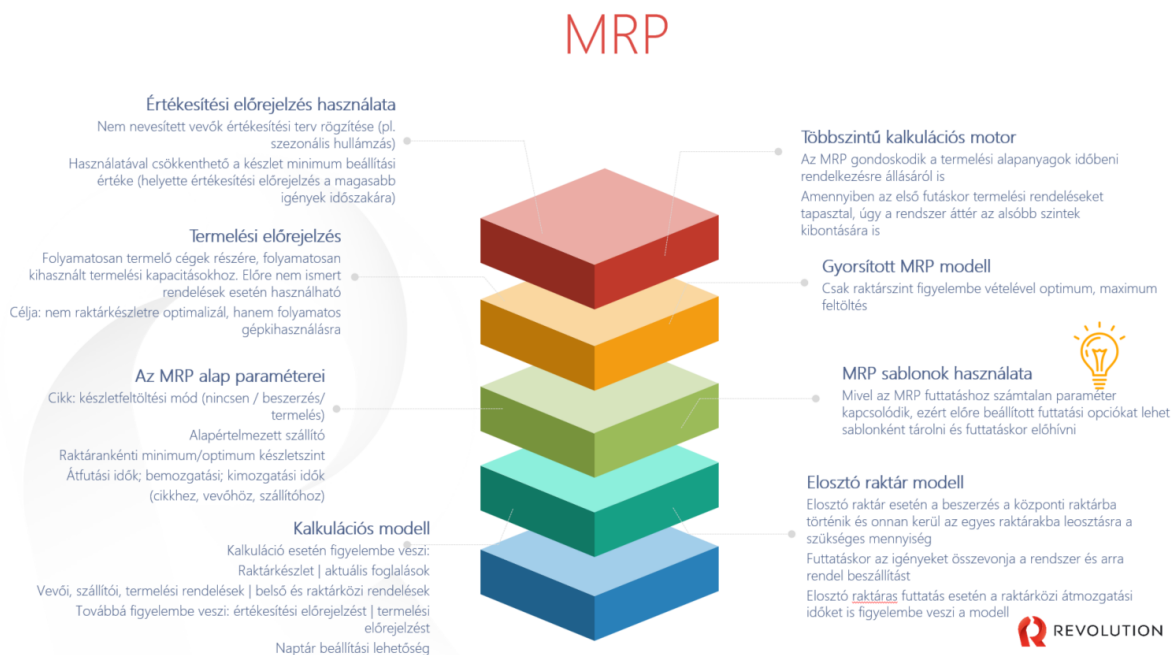 MRP
Értékesítési előrejelzés használata
Nem nevesített vevők értékesítési terv rögzítése (pl.
szezonális hullámzás)
Használatával csökkenthető a készlet minimum beállítási
értéke (helyette értékesítési előrejelzés a magasabb
igények időszakára)
Termelési előrejelzés
Folyamatosan termelő cégek részére, folyamatosan
kihasznált termelési kapacitásokhoz. Előre nem ismert
rendelések esetén használható
Célja: nem raktárkészletre optimalizál, hanem folyamatos
gépkihasználásra
Az MRP alap paraméterei
Cikk: készletfeltöltési mód (nincsen / beszerzés/
termelés)
Alapértelmezett szállító
Raktárankénti minimum/optimum készletszint
Átfutási idők; bemozgatási; kimozgatási idők
(cikkhez, vevőhöz, szállítóhoz)
Kalkulációs modell
Kalkuláció esetén figyelembe veszi:
Raktárkészlet | aktuális foglalások
Vevői, szállítói, termelési rendelések | belső és raktárközi rendelések
Továbbá figyelembe veszi: értékesítési előrejelzést | termelési
előrejelzést
Naptár beállítási lehetőség
Többszintű kalkulációs motor
Az MRP gondoskodik a termelési alapanyagok időbeni
rendelkezésre állásáról is
Amennyiben az első futáskor termelési rendeléseket
tapasztal, úgy a rendszer áttér az alsóbb szintek
kibontására is
Gyorsított MRP modell
Csak raktárszint figyelembe vételével optimum, maximum
feltöltés
MRP sablonok használata
Mivel az MRP futtatáshoz számtalan paraméter
kapcsolódik, ezért előre beállított futtatási opciókat lehet
sablonként tárolni és futtatáskor előhívni
Elosztó raktár modell
Elosztó raktár esetén a beszerzés a központi raktárba
történik és onnan kerül az egyes raktárakba leosztásra a
szükséges mennyiség
Futtatáskor az igényeket összevonja a rendszer és arra
rendel beszállítást
Elosztó raktáras futtatás esetén a raktárközi átmozgatási
időket is figyelembe veszi a modell
REVOLUTION